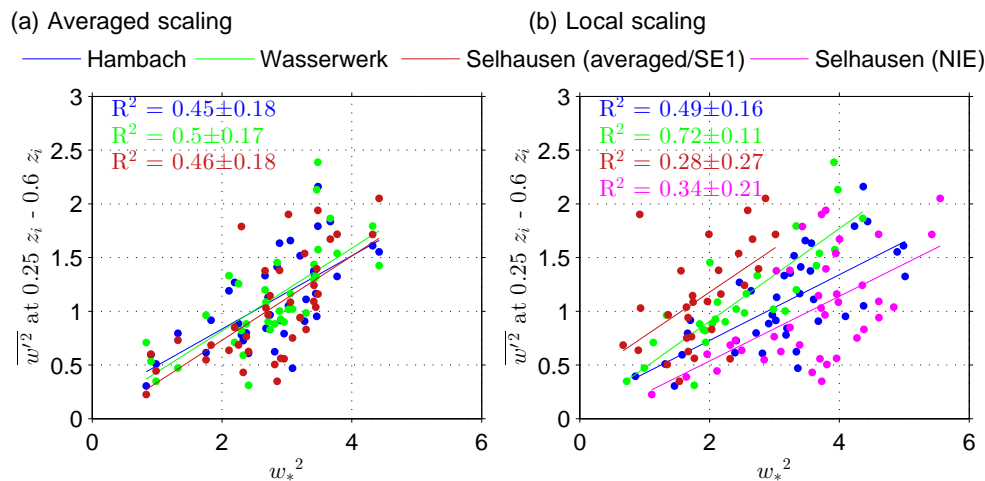 (a) Averaged scaling
(b) Local scaling
Hambach
Wasserwerk
Selhausen (averaged/SE1)
Selhausen (NIE)
3
2.5
2
1.5
1
0.5
0
R² = 0.45±0.18
R² = 0.5±0.17
R² = 0.46±0.18
0
2
4
6
w*²
w'² at 0.25 zᵢ - 0.6 zᵢ
3
2.5
2
1.5
1
0.5
0
R² = 0.49±0.16
R² = 0.72±0.11
R² = 0.28±0.27
R² = 0.34±0.21
0
2
4
6
w*²
w'² at 0.25 zᵢ - 0.6 zᵢ